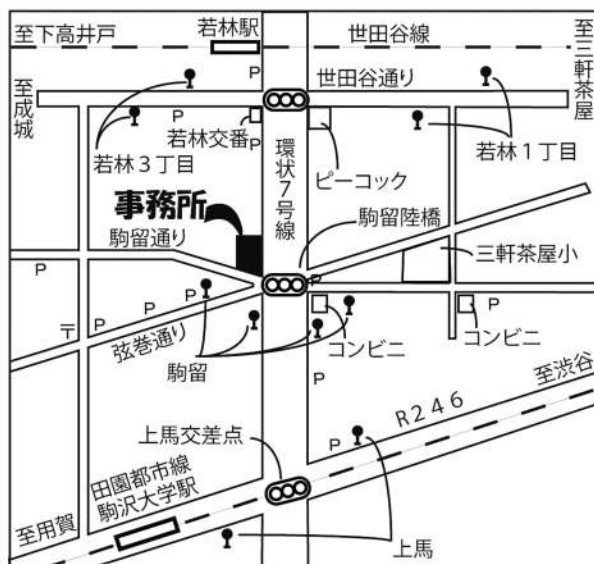 若林駅
至下高井戸
世田谷線
至三軒茶屋
P
世田谷通り
至成城
P
若林交番
P
若林3丁目
環状7号線
ピーコック
若林1丁目
事務所
駒留陸橋
駒留通り
三軒茶屋小
P
P
P
P
P
P
〒
弦巻通り
コンビニ
コンビニ
駒留
P
至渋谷
R246
上馬交差点
P
田園都市線
駒沢大学駅
至用賀
上馬